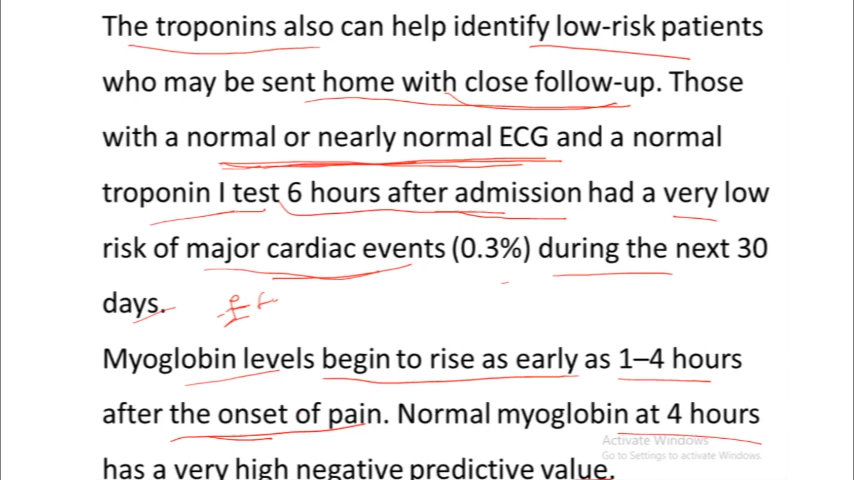 The troponins also can help identify low-risk patients
who may be sent home with close follow-up. Those
with a normal or nearly normal ECG and a normal
troponin I test 6 hours after admission had a very low
risk of major cardiac events (0.3%) during the next 30
days.
Myoglobin levels begin to rise as early as 1–4 hours
after the onset of pain. Normal myoglobin at 4 hours
Activate Windows
Go to Settings to activate Windows.
has a very high negative predictive value.